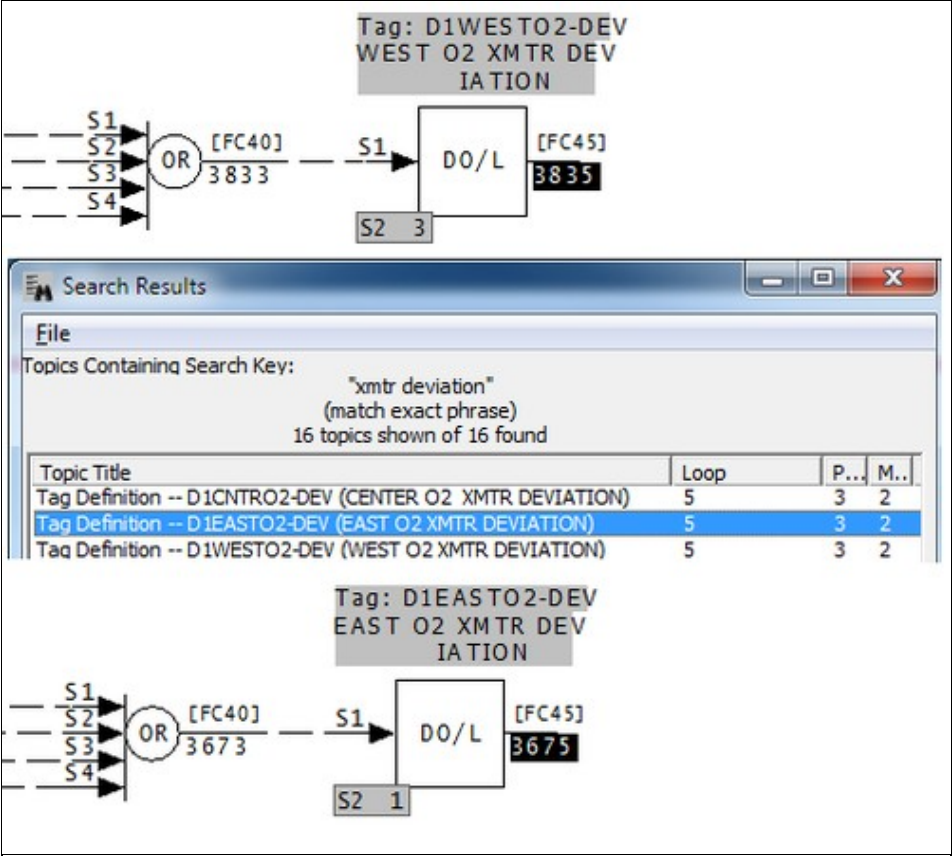 Tag: D1WESTO2-DEV
WEST O2 XMTR DEV
IATION
S1
S2
S3
S4
OR
[FC40]
3833
S1
DO/L
[FC45]
3835
S2 3
Search Results
File
Topics Containing Search Key:
"xmtr deviation"
(match exact phrase)
16 topics shown of 16 found
Topic Title Loop P... M..
Tag Definition -- D1CNTRO2-DEV (CENTER O2 XMTR DEVIATION) 5 3 2
Tag Definition -- D1EASTO2-DEV (EAST O2 XMTR DEVIATION) 5 3 2
Tag Definition -- D1WESTO2-DEV (WEST O2 XMTR DEVIATION) 5 3 2
Tag: D1EASTO2-DEV
EAST O2 XMTR DEV
IATION
S1
S2
S3
S4
OR
[FC40]
3673
S1
DO/L
[FC45]
3675
S2 1